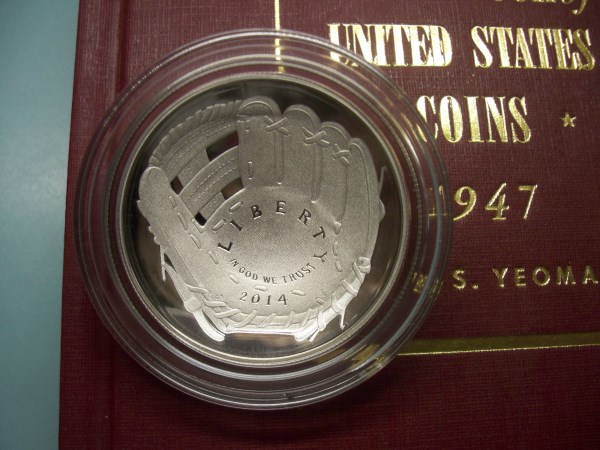 UNITED STATES
COINS *
1947
S. YEOMA
LIBERTY
IN GOD WE TRUST
2014